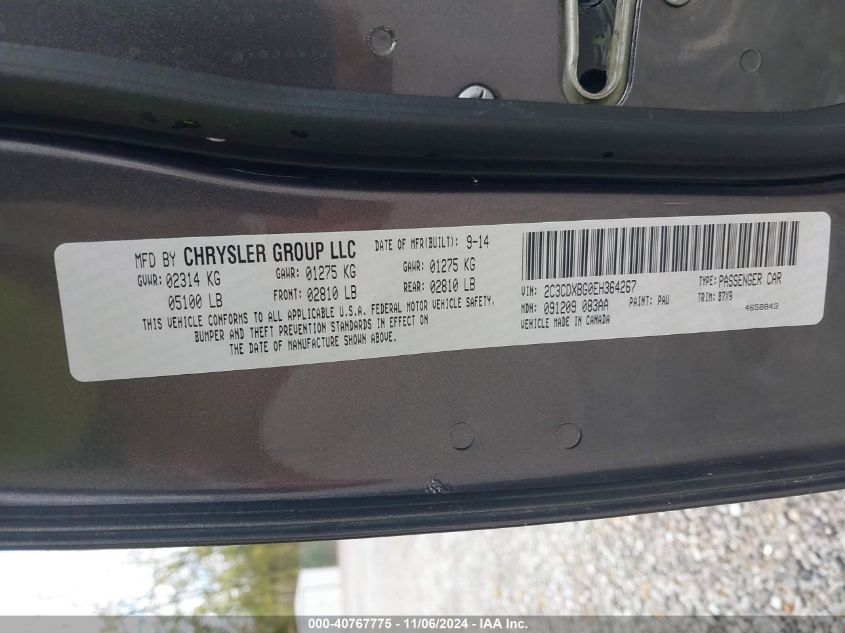 MFD BY CHRYSLER GROUP LLC DATE OF MFR(BUILT): 9-14
GVWR: 02314 KG GAWR: 01275 KG GAWR: 01275 KG
05100 LB FRONT: 02810 LB REAR: 02810 LB
THIS VEHICLE CONFORMS TO ALL APPLICABLE U.S.A. FEDERAL MOTOR VEHICLE SAFETY,
BUMPER AND THEFT PREVENTION STANDARDS IN EFFECT ON
THE DATE OF MANUFACTURE SHOWN ABOVE.
VIN: 2C3CDXBG0EH364267 TYPE: PASSENGER CAR
MDH: 091209 083AA PAINT: PAU TRIM: B7X9
VEHICLE MADE IN CANADA 4658843
000-40767775 - 11/06/2024 - IAA Inc.